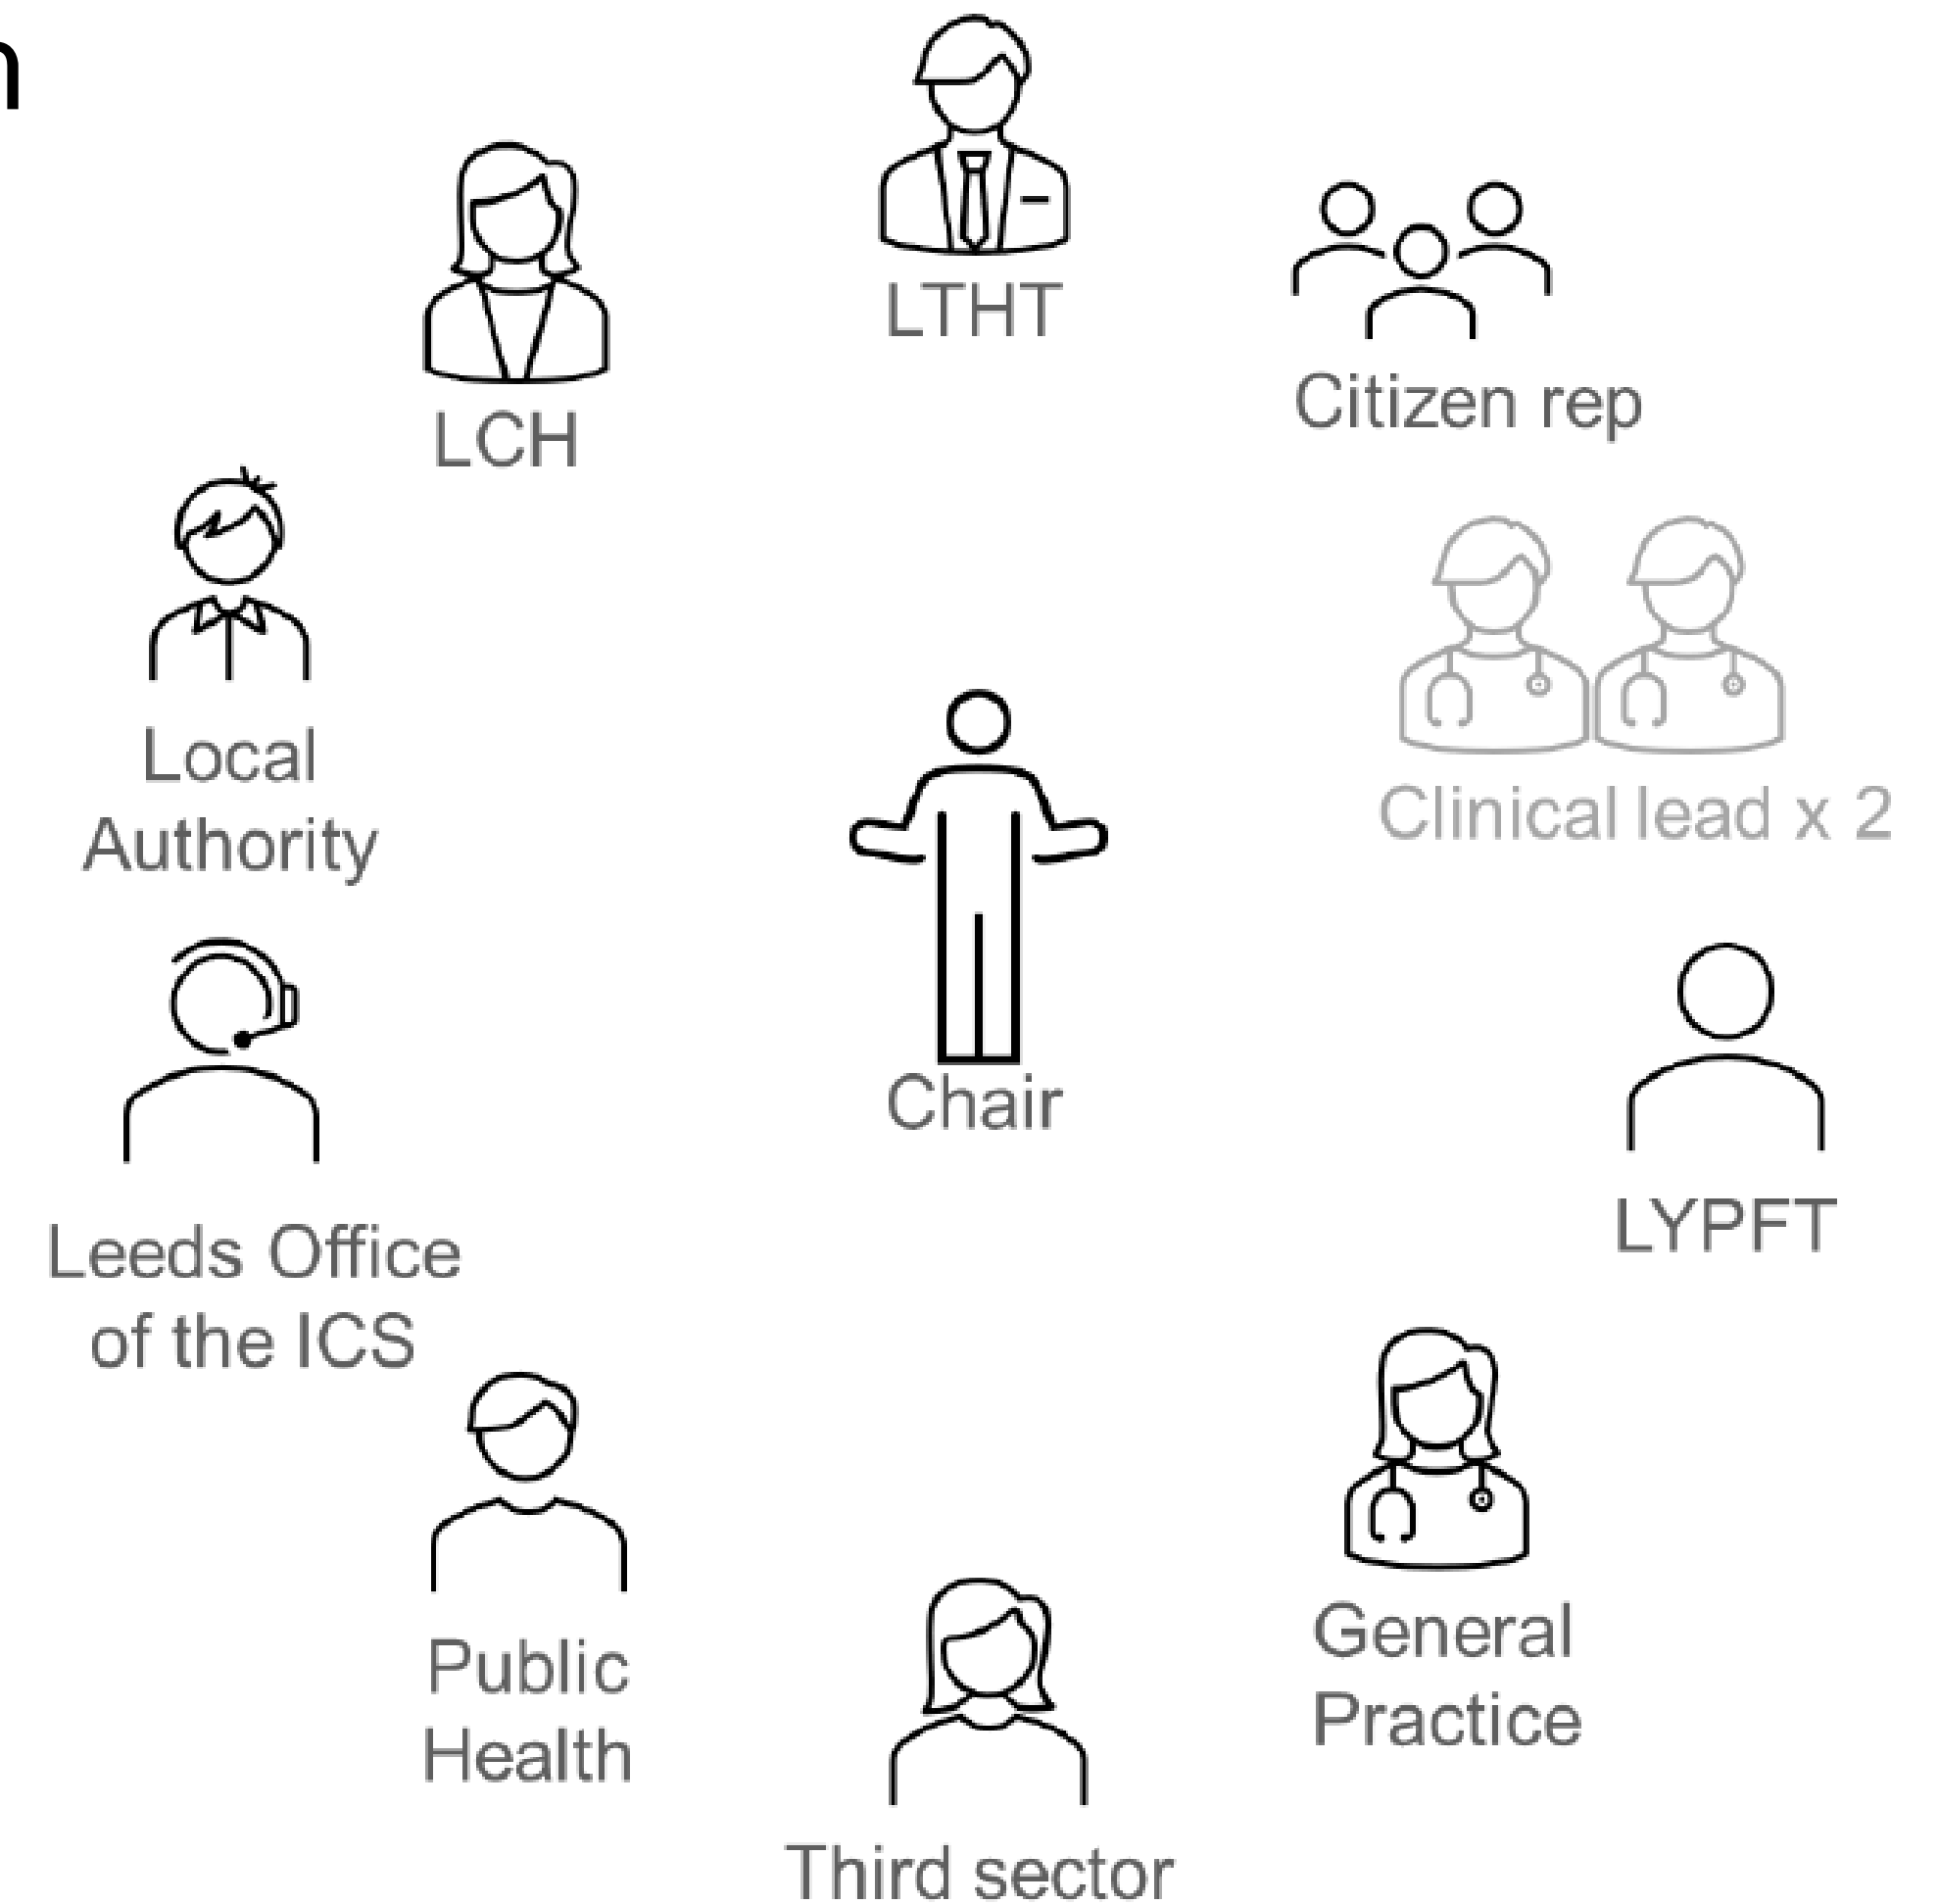 n
LTHT
Citizen rep
LCH
Local
Authority
Clinical lead x 2
Chair
LYPFT
Leeds Office
of the ICS
General
Practice
Public
Health
Third sector